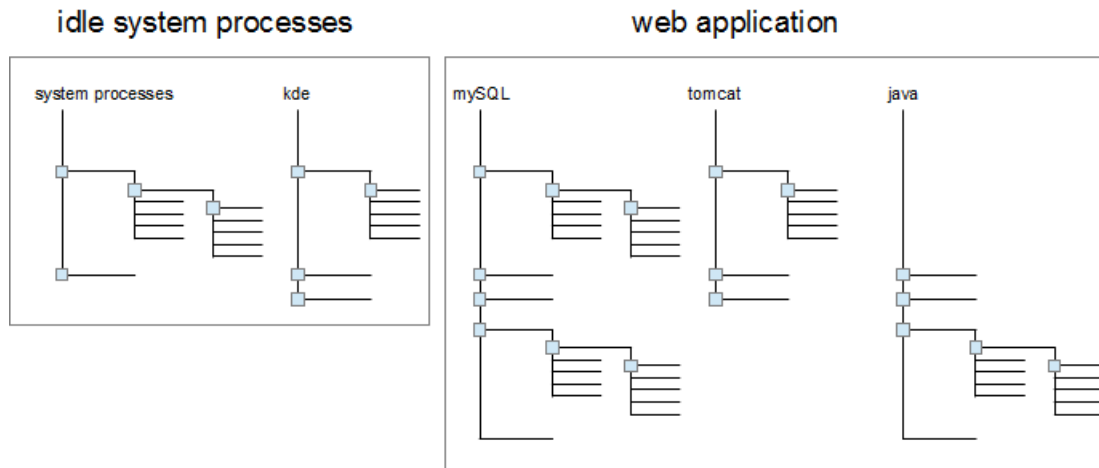 idle system processes
web application
system processes
kde
mySQL
tomcat
java